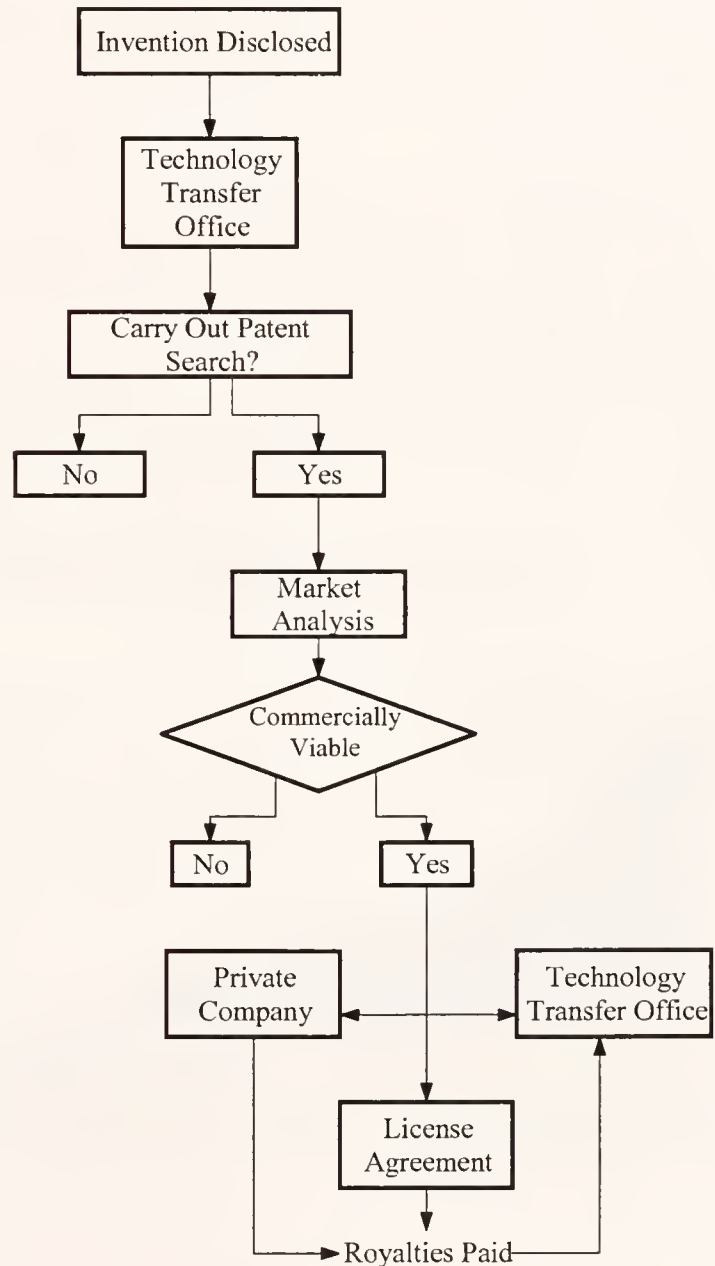 Invention Disclosed
Technology
Transfer
Office
Carry Out Patent
Search?
No
Yes
Market
Analysis
Commercially
Viable
No
Yes
Private
Company
Technology
Transfer Office
License
Agreement
Royalties Paid